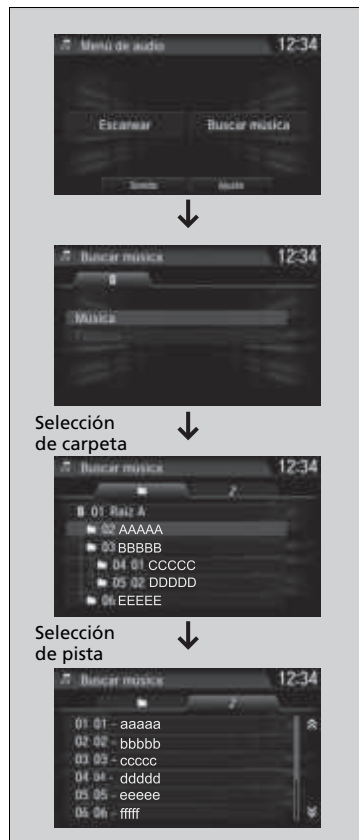 Menú de audio 12:34
Escanear Buscar música
Sonido Ajuste
Buscar música 12:34
Música
Selección
de carpeta
Buscar música 12:34
01 Raíz A
02 AAAAA
03 BBBBB
04 01 CCCCC
05 02 DDDDD
06 EEEEE
Selección
de pista
Buscar música 12:34
01 01 - aaaaa
02 02 - bbbbb
03 03 - ccccc
04 04 - ddddd
05 05 - eeeee
06 06 - fffff